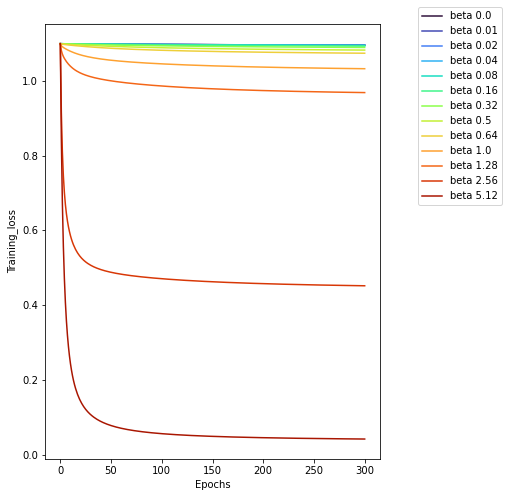 beta 0.0
beta 0.01
beta 0.02
beta 0.04
beta 0.08
beta 0.16
beta 0.32
beta 0.5
beta 0.64
beta 1.0
beta 1.28
beta 2.56
beta 5.12
Training_loss
1.0
0.8
0.6
0.4
0.2
0.0
0 50 100 150 200 250 300
Epochs